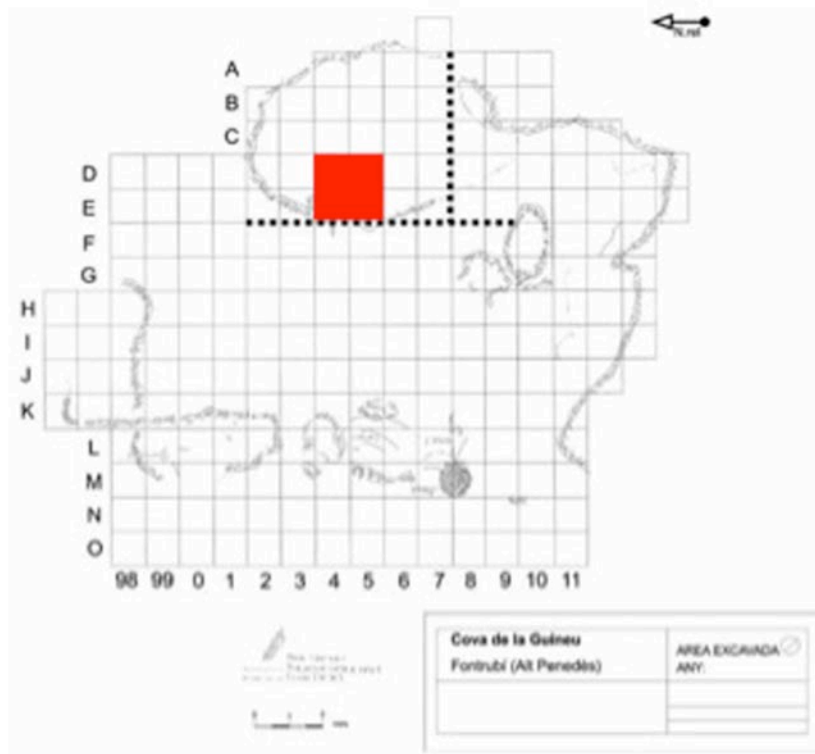 N.rel
A
B
C
D
E
F
G
H
I
J
K
L
M
N
O
98 99 0 1 2 3 4 5 6 7 8 9 10 11
Cova de la Guineu
Fontrubí (Alt Penedès)
AREA EXCAVADA
ANY: